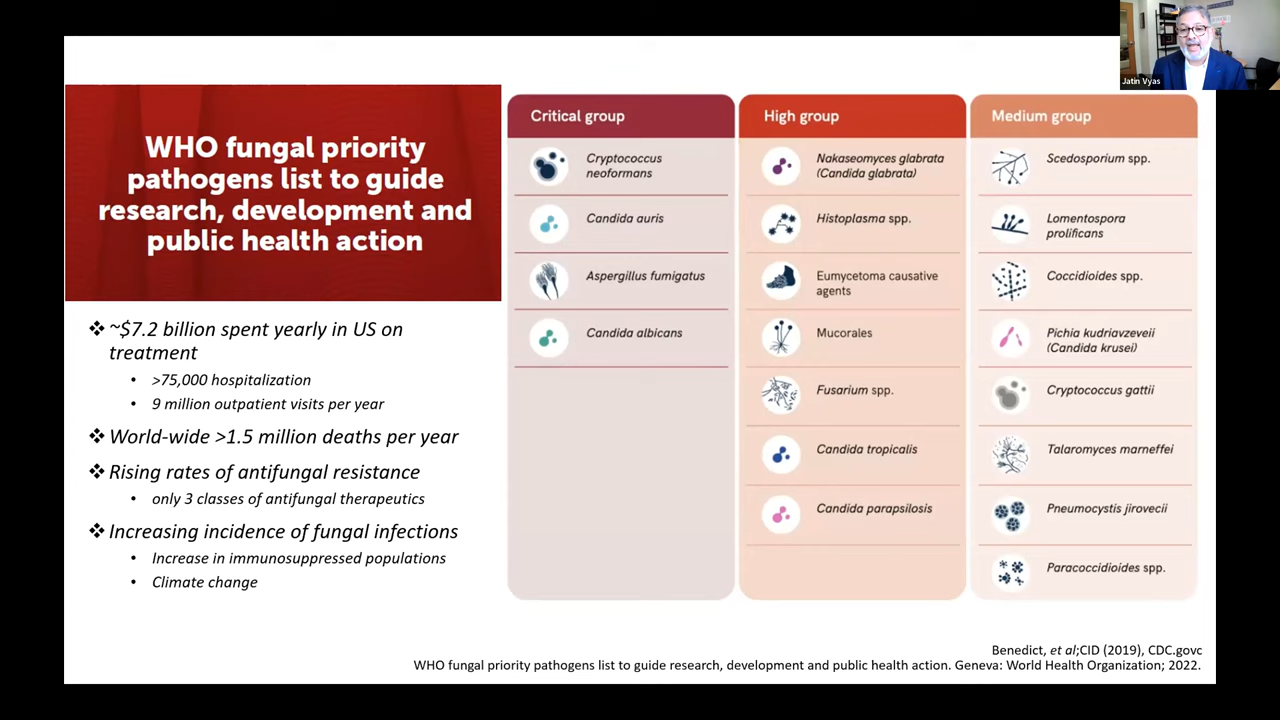 WHO fungal priority
pathogens list to guide
research, development and
public health action
❖ ~$7.2 billion spent yearly in US on
treatment
• >75,000 hospitalization
• 9 million outpatient visits per year
❖ World-wide >1.5 million deaths per year
❖ Rising rates of antifungal resistance
• only 3 classes of antifungal therapeutics
❖ Increasing incidence of fungal infections
• Increase in immunosuppressed populations
• Climate change
Critical group
Cryptococcus
neoformans
Candida auris
Aspergillus fumigatus
Candida albicans
High group
Nakaseomyces glabrata
(Candida glabrata)
Histoplasma spp.
Eumycetoma causative
agents
Mucorales
Fusarium spp.
Candida tropicalis
Candida parapsilosis
Medium group
Scedosporium spp.
Lomentospora
prolificans
Coccidioides spp.
Pichia kudriavzeveii
(Candida krusei)
Cryptococcus gattii
Talaromyces marneffei
Pneumocystis jirovecii
Paracoccidioides spp.
Benedict, et al;CID (2019), CDC.govc
WHO fungal priority pathogens list to guide research, development and public health action. Geneva: World Health Organization; 2022.
Jatin Vyas